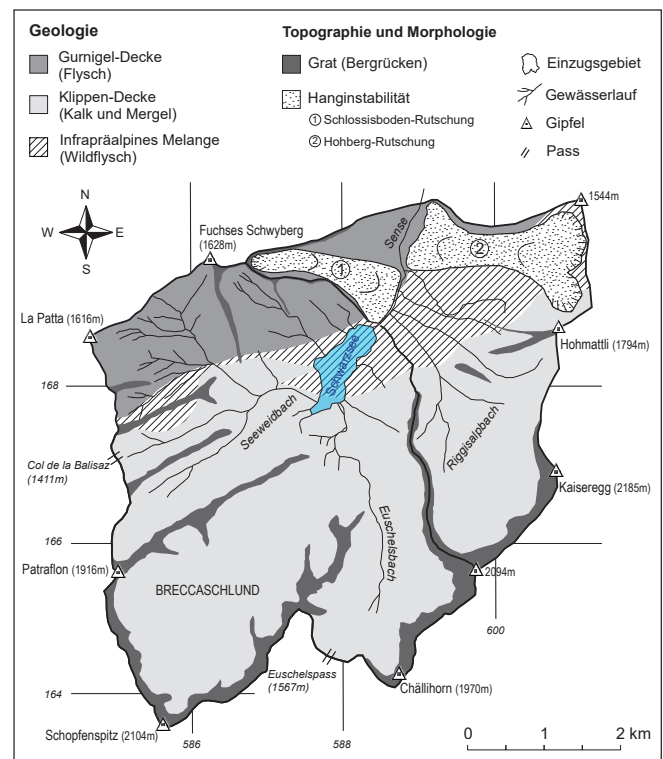 Geologie
Gurnigel-Decke
(Flysch)
Klippen-Decke
(Kalk und Mergel)
Infrapräalpines Melange
(Wildflysch)
Topographie und Morphologie
Grat (Bergrücken)
Hanginstabilität
① Schlossisboden-Rutschung
② Hohberg-Rutschung
Einzugsgebiet
Gewässerlauf
Gipfel
Pass
N
W E
S
1544m
Fuchses Schwyberg
(1628m)
Sense
②
①
La Patta (1616m)
Hohmattli
(1794m)
Schwarzsee
168
Seeweidbach
Riggisalpbach
Col de la Balisaz
(1411m)
Kaiseregg (2185m)
Euschelsbach
166
Patraflon (1916m)
2094m
BRECCASCHLUND
600
Euschelspass
(1567m)
Chällihorn (1970m)
164
Schopfenspitz (2104m)
586
588
0 1 2 km